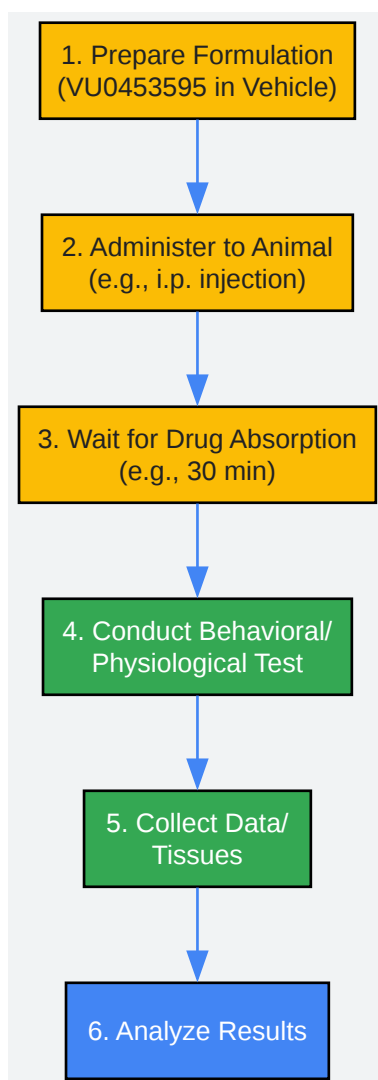 1. Prepare Formulation
(VU0453595 in Vehicle)
2. Administer to Animal
(e.g., i.p. injection)
3. Wait for Drug Absorption
(e.g., 30 min)
4. Conduct Behavioral/
Physiological Test
5. Collect Data/
Tissues
6. Analyze Results